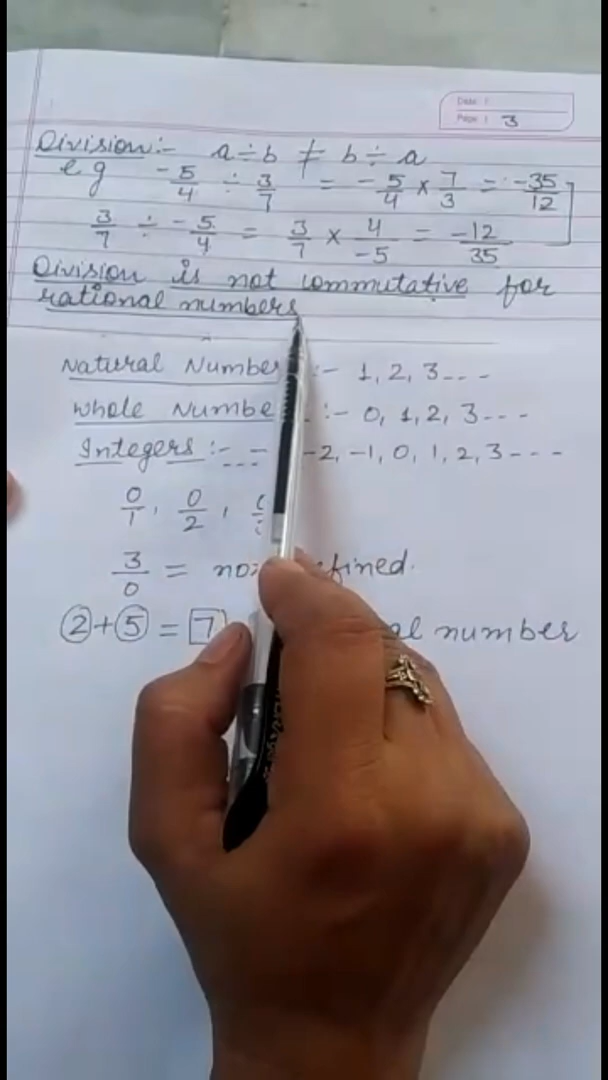 Date :
Page : 3
Division:- a ÷ b ≠ b ÷ a
eg -5/4 ÷ 3/7 = -5/4 × 7/3 = -35/12
3/7 ÷ -5/4 = 3/7 × 4/-5 = -12/35
Division is not commutative for
rational numbers
Natural Number :- 1, 2, 3---
Whole Numbe :- 0, 1, 2, 3---
Integers :- --- -2, -1, 0, 1, 2, 3---
0/1, 0/2,
3/0 = fined.
2+5 = 7 number